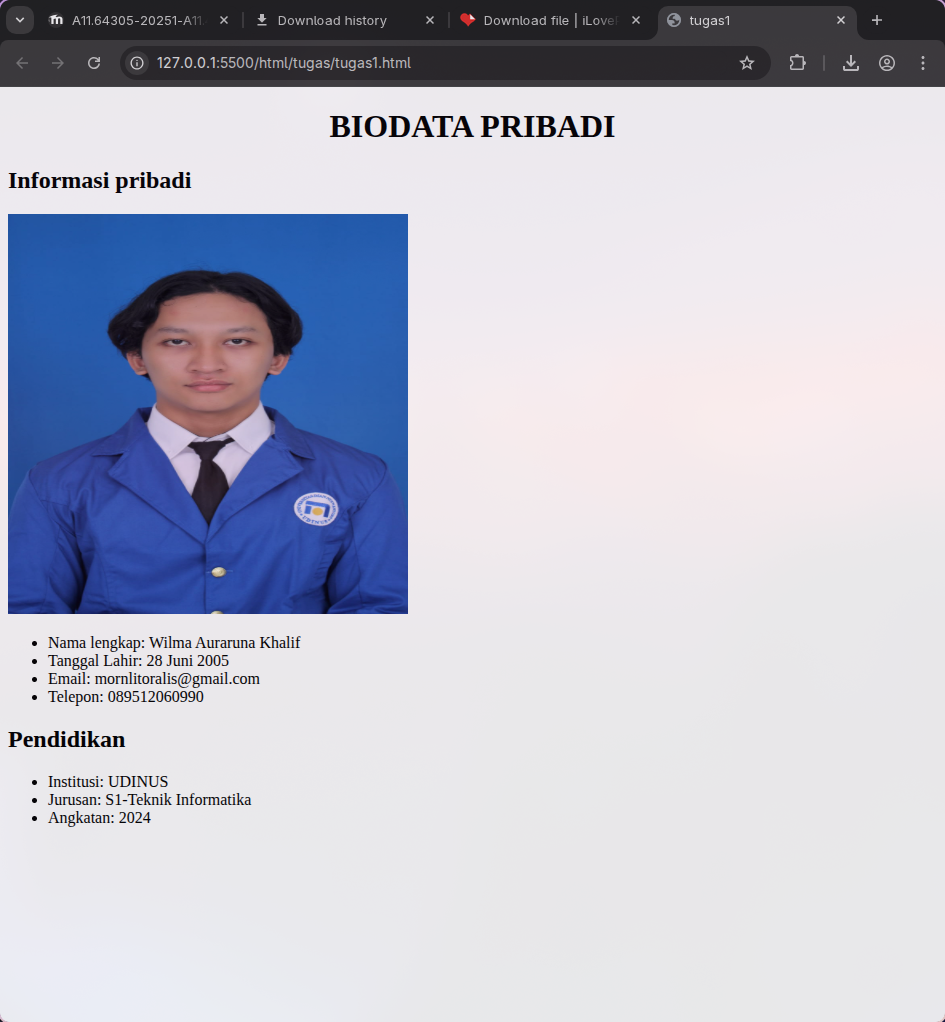 A11.64305-20251-A11
Download history
Download file | iLove
tugas1
127.0.0.1:5500/html/tugas/tugas1.html
BIODATA PRIBADI
Informasi pribadi
UDINUS
Nama lengkap: Wilma Auraruna Khalif
Tanggal Lahir: 28 Juni 2005
Email: mornlitoralis@gmail.com
Telepon: 089512060990
Pendidikan
Institusi: UDINUS
Jurusan: S1-Teknik Informatika
Angkatan: 2024